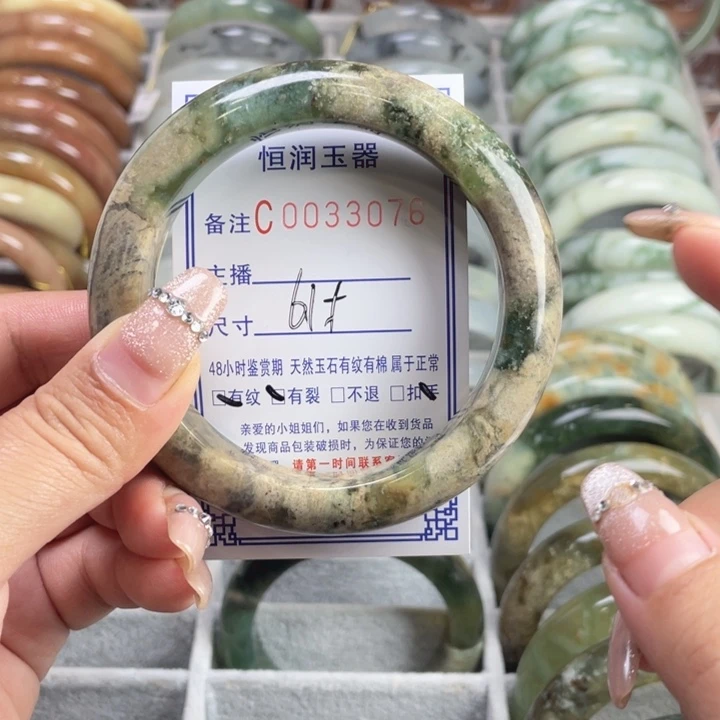 恒润玉器
备注C0033076
主播
尺寸 61+
48小时鉴赏期 天然玉石有纹有棉 属于正常
□有纹 □有裂 □不退 □扣手
亲爱的小姐姐们，如果您在收到货品
发现商品包装破损时，为保证您的
请第一时间联系客